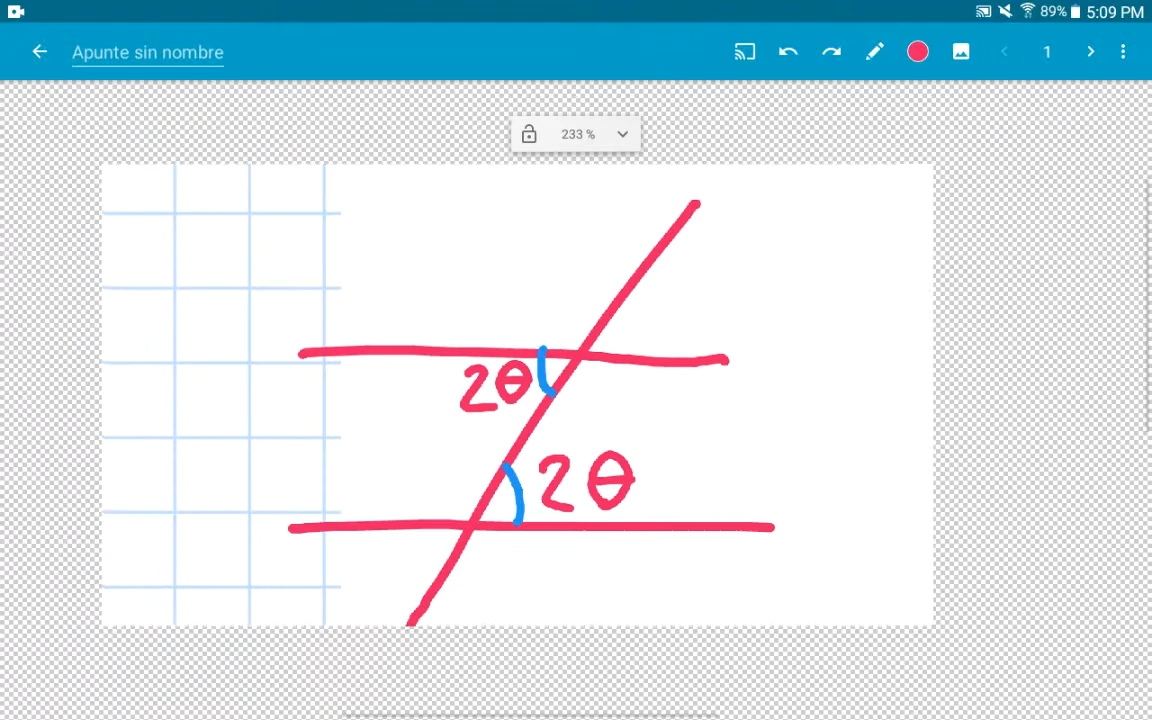 89% 5:09 PM
Apunte sin nombre
1
233 %
2θ
2θ